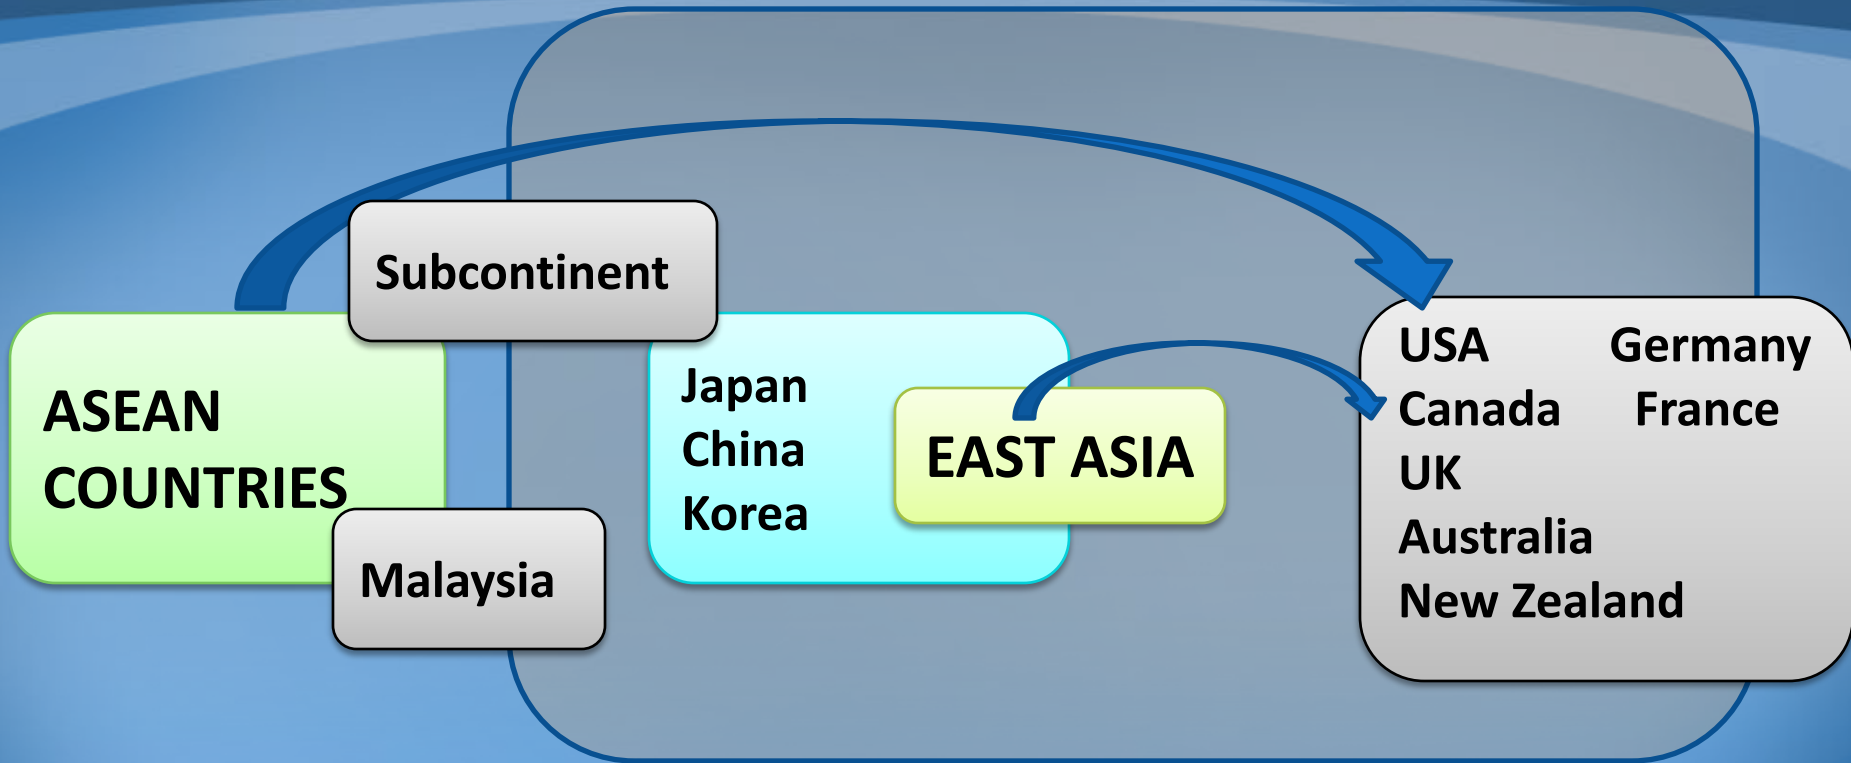 Subcontinent
ASEAN
COUNTRIES
Malaysia
Japan
China
Korea
EAST ASIA
USA Germany
Canada France
UK
Australia
New Zealand